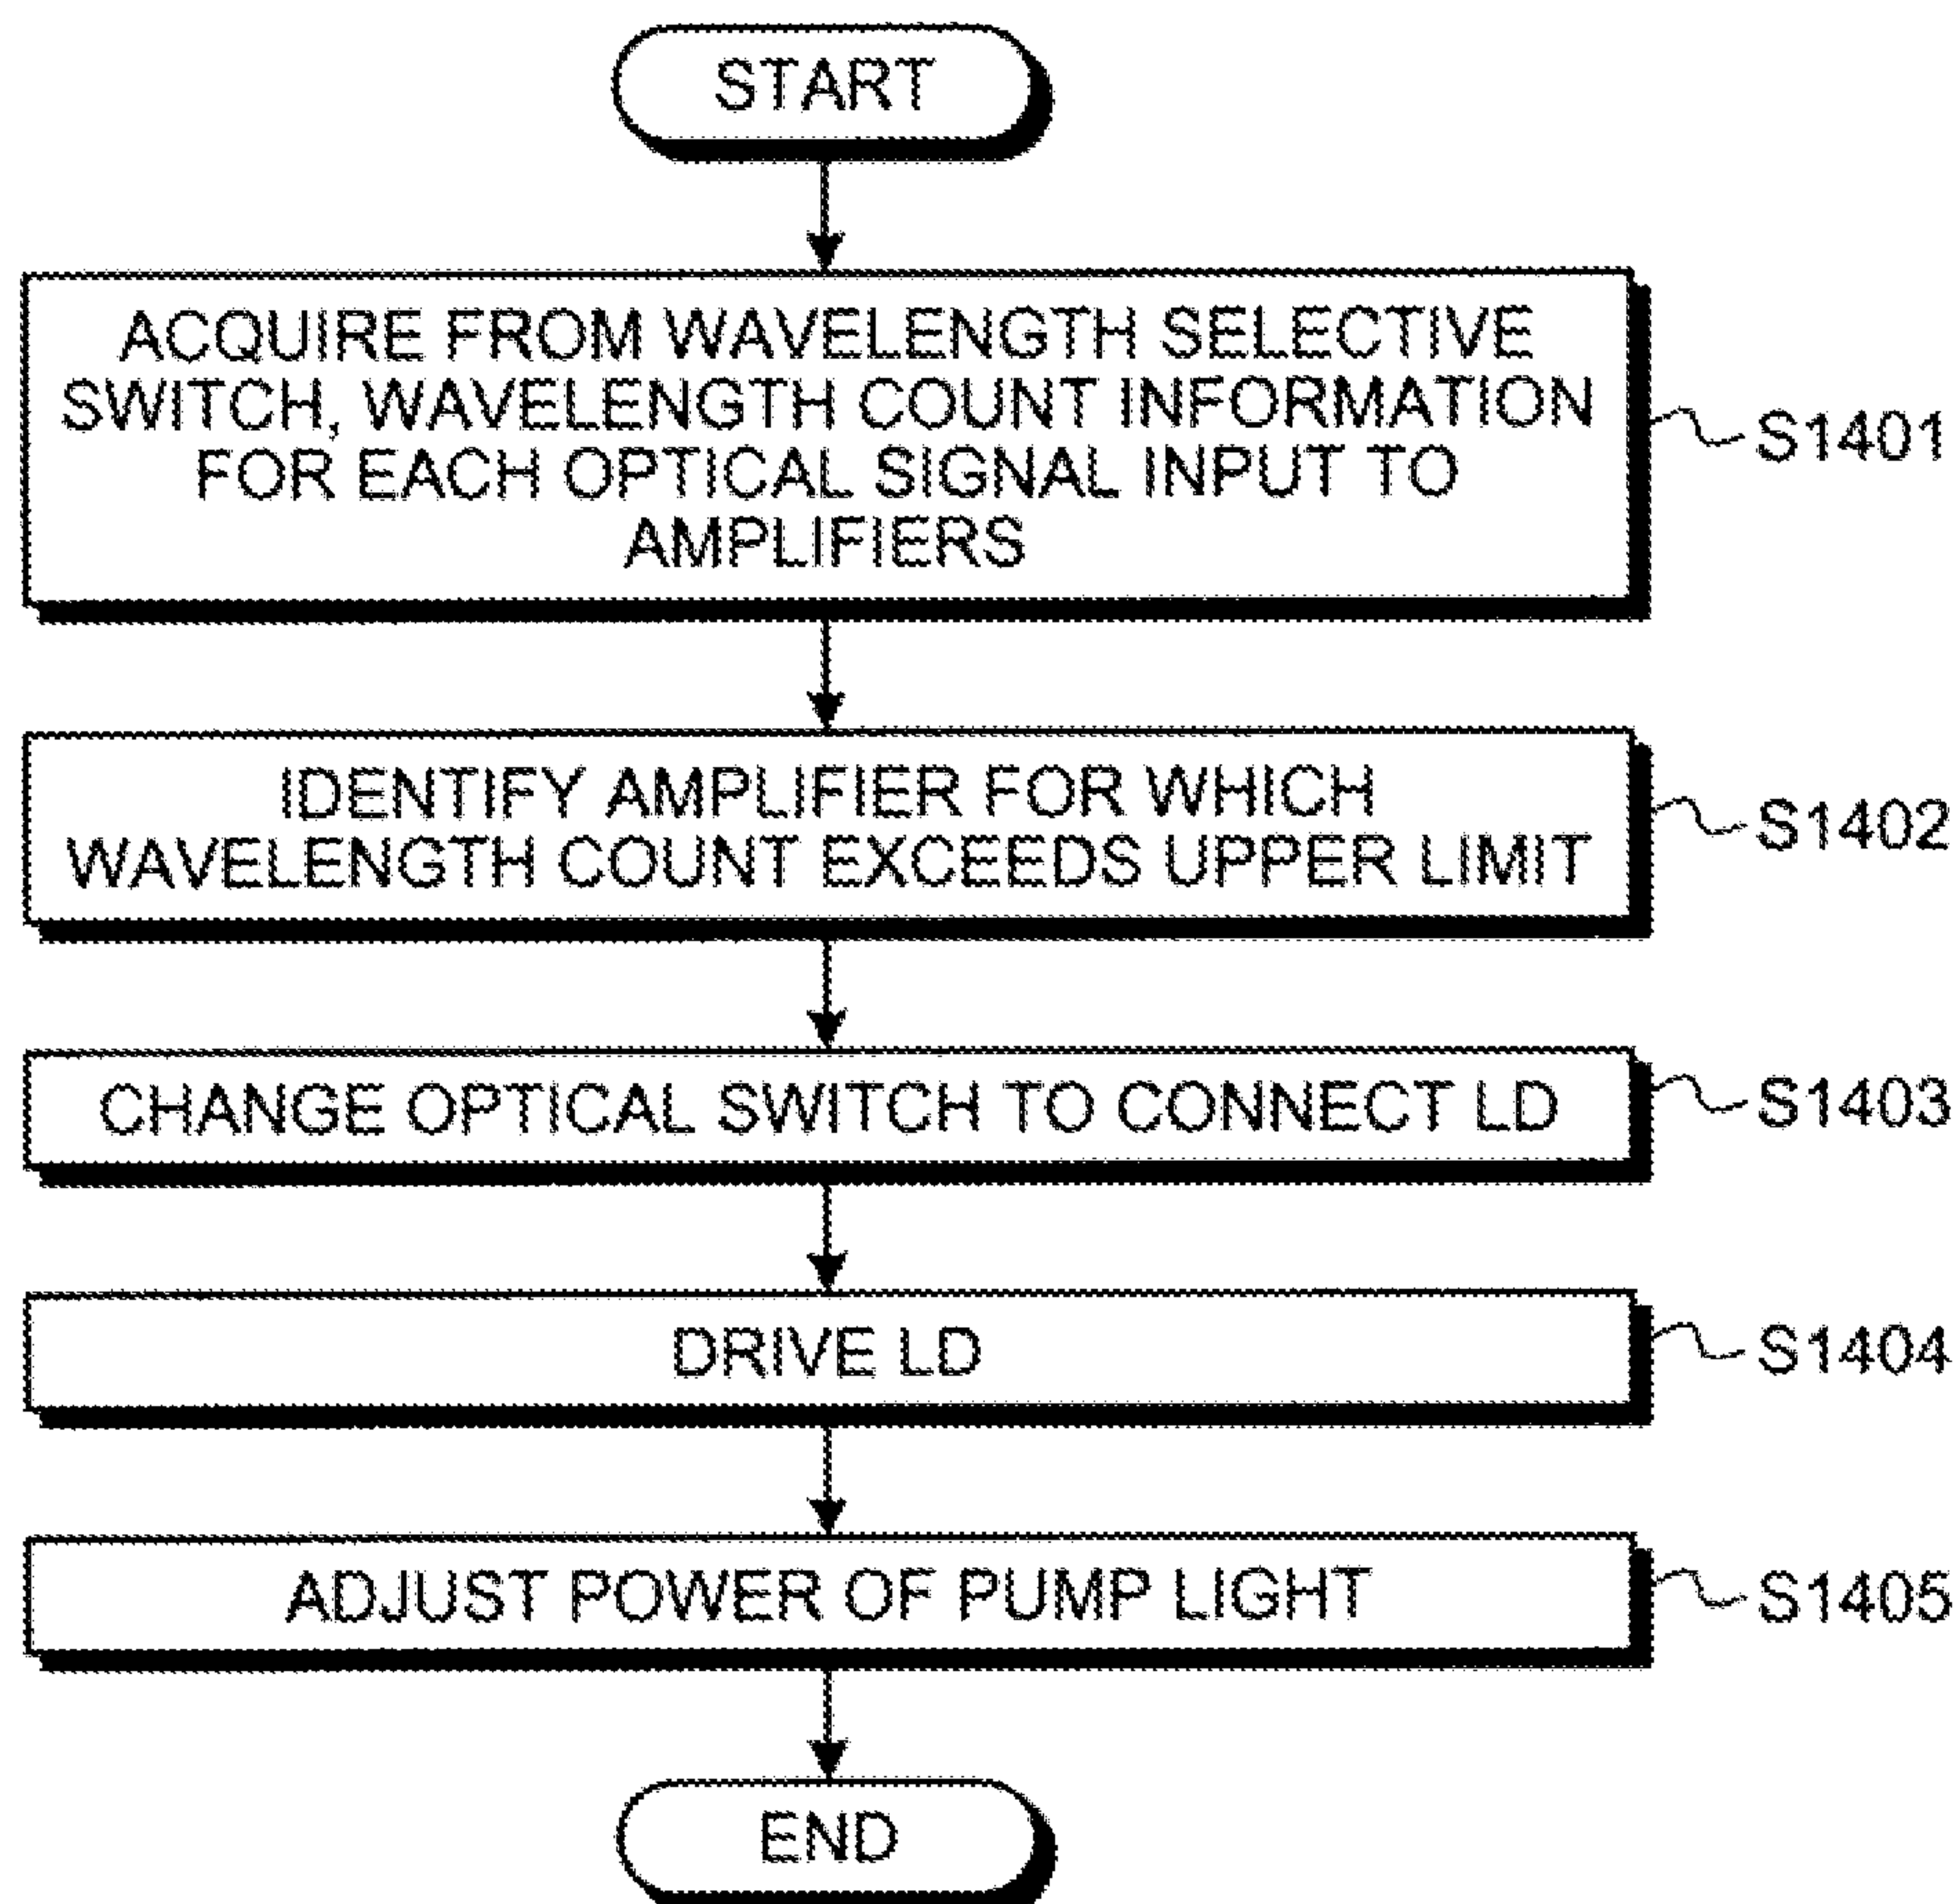 START
ACQUIRE FROM WAVELENGTH SELECTIVE
SWITCH, WAVELENGTH COUNT INFORMATION
FOR EACH OPTICAL SIGNAL INPUT TO
AMPLIFIERS
S1401
IDENTIFY AMPLIFIER FOR WHICH
WAVELENGTH COUNT EXCEEDS UPPER LIMIT
S1402
CHANGE OPTICAL SWITCH TO CONNECT LD
S1403
DRIVE LD
S1404
ADJUST POWER OF PUMP LIGHT
S1405
END